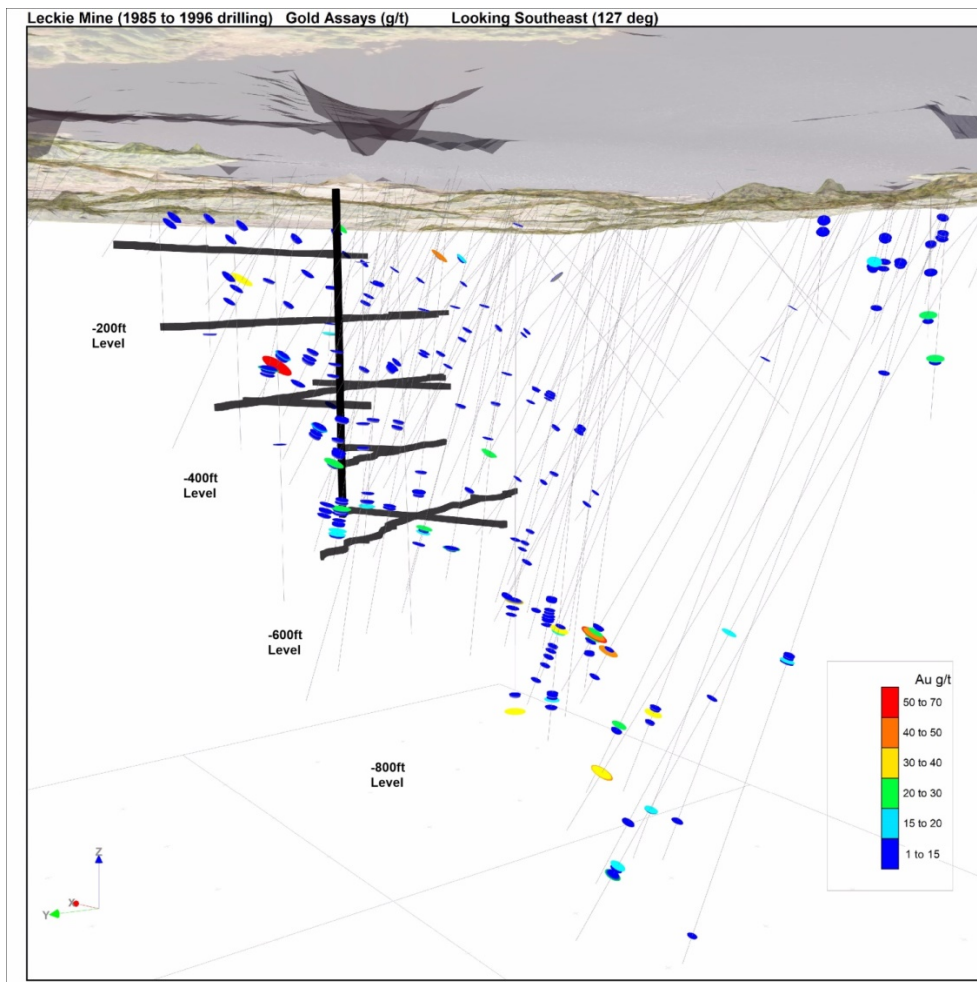 Leckie Mine (1985 to 1996 drilling) Gold Assays (g/t) Looking Southeast (127 deg)
-200ft
Level
-400ft
Level
-600ft
Level
-800ft
Level
Au g/t
50 to 70
40 to 50
30 to 40
20 to 30
15 to 20
1 to 15
Z
X
Y